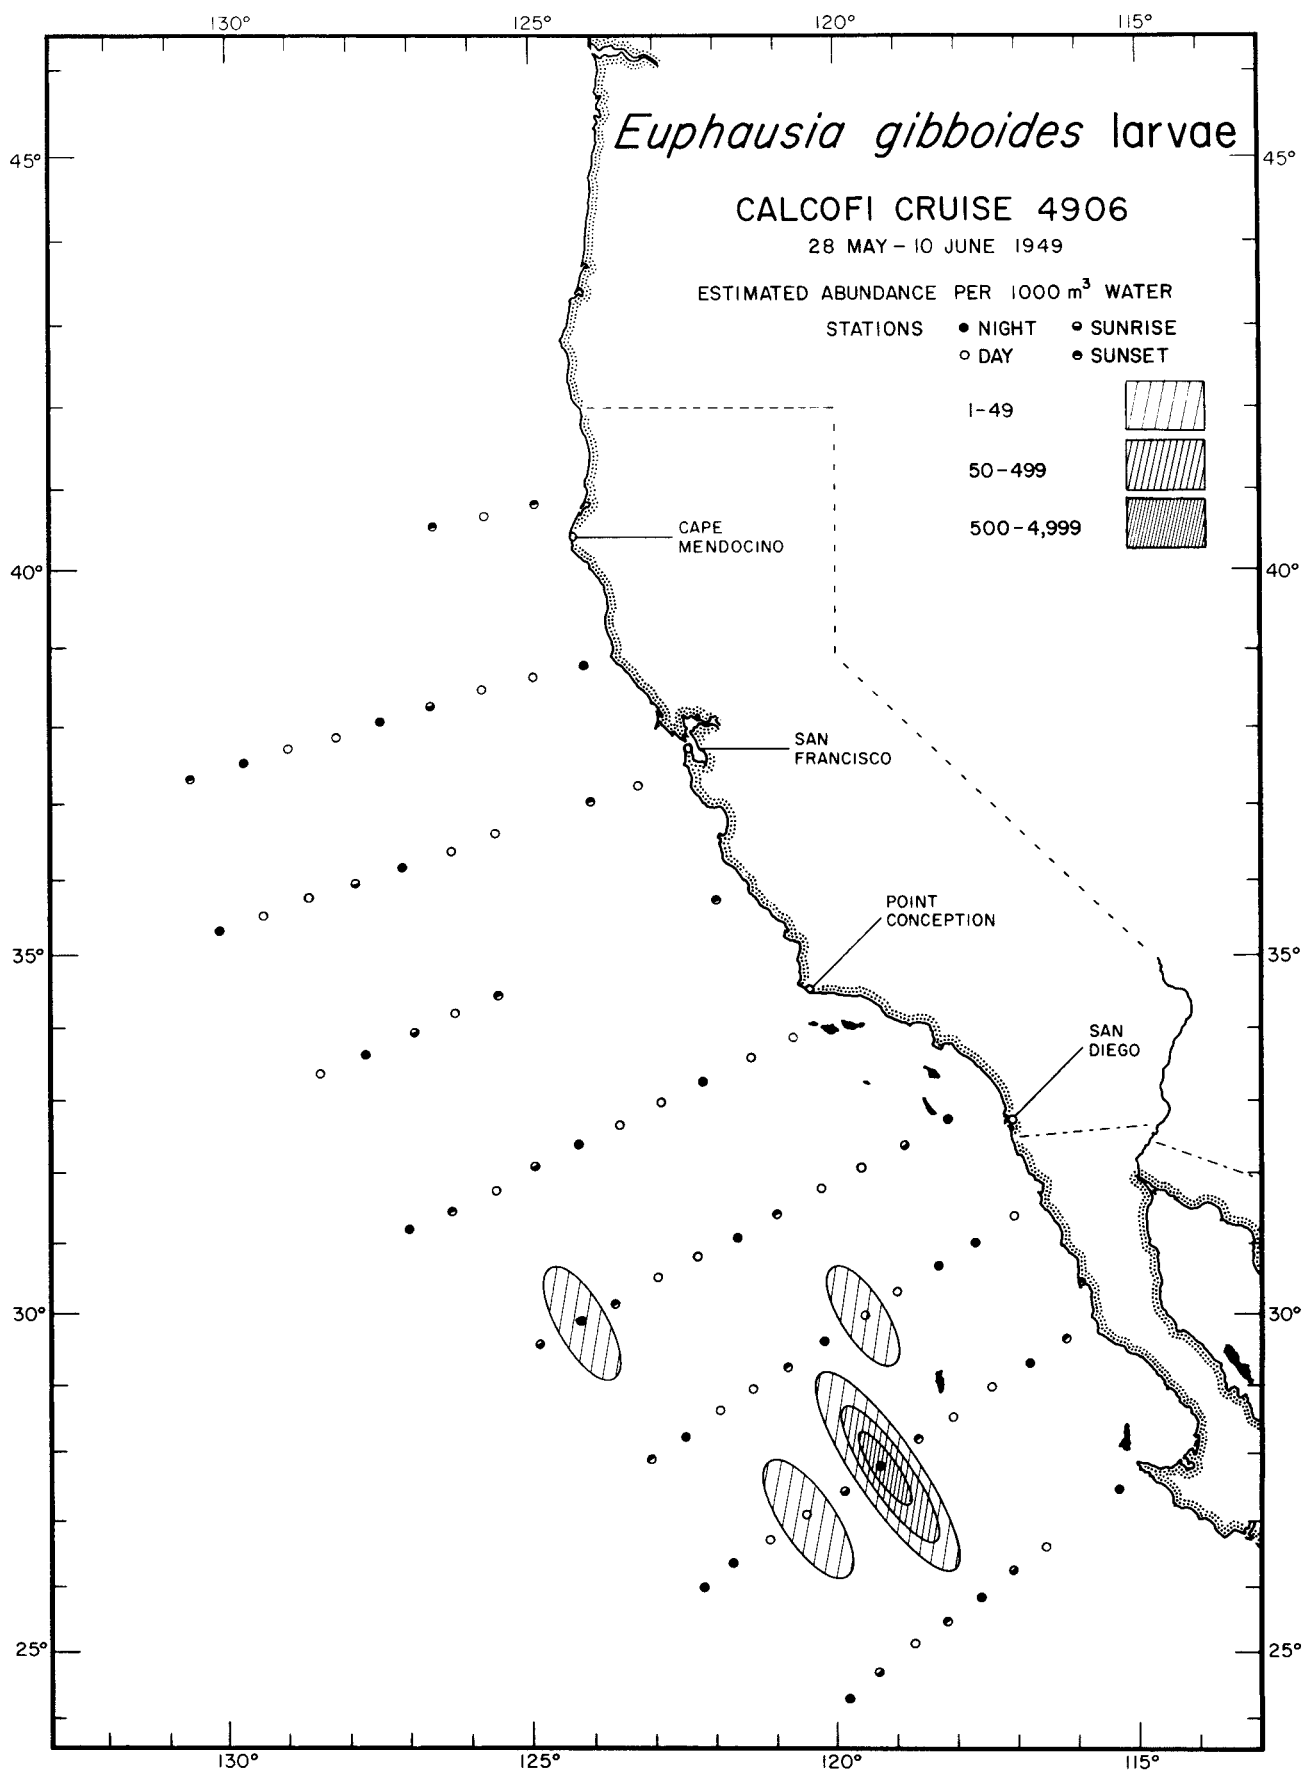 130° 125° 120° 115°
Euphausia gibboides larvae
45° 45°
CALCOFI CRUISE 4906
28 MAY – 10 JUNE 1949
ESTIMATED ABUNDANCE PER 1000 m³ WATER
STATIONS ● NIGHT SUNRISE
○ DAY SUNSET
1-49
50-499
500-4,999
CAPE
MENDOCINO
40° 40°
SAN
FRANCISCO
POINT
CONCEPTION
35° 35°
SAN
DIEGO
30° 30°
25° 25°
130° 125° 120° 115°